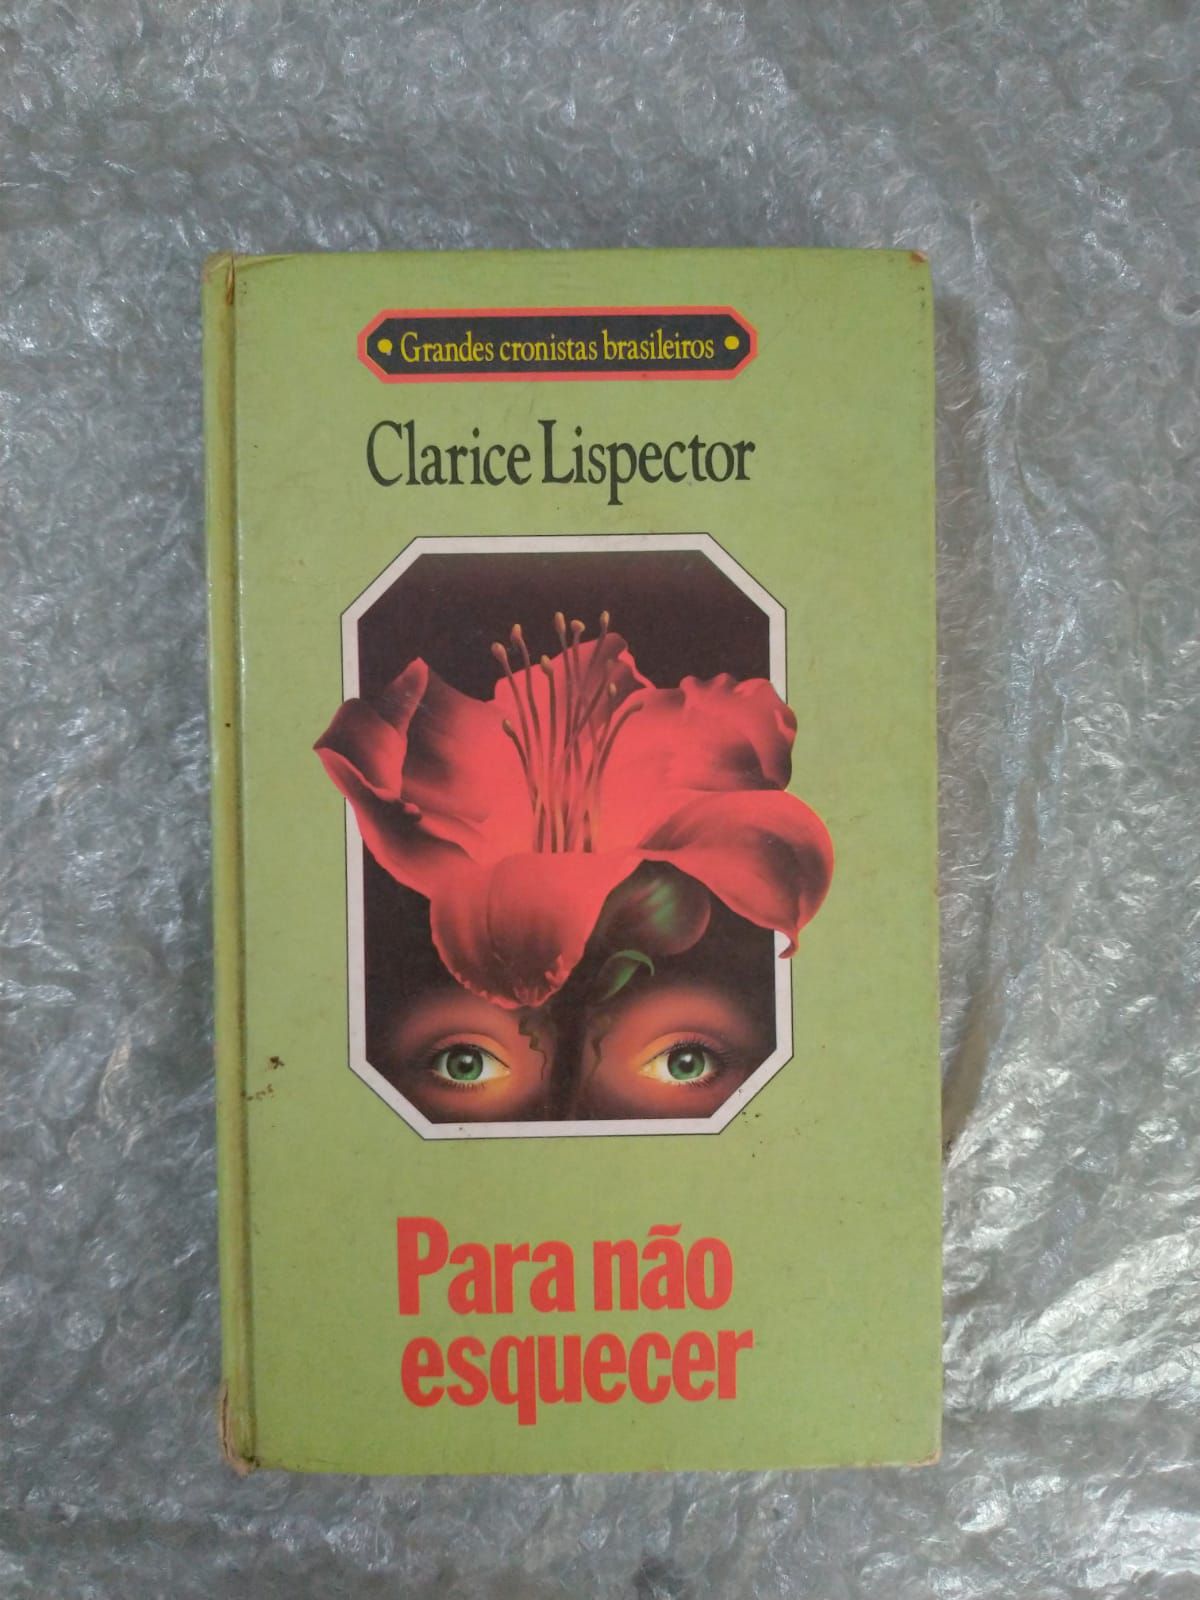 • Grandes cronistas brasileiros •
Clarice Lispector
Para não
esquecer